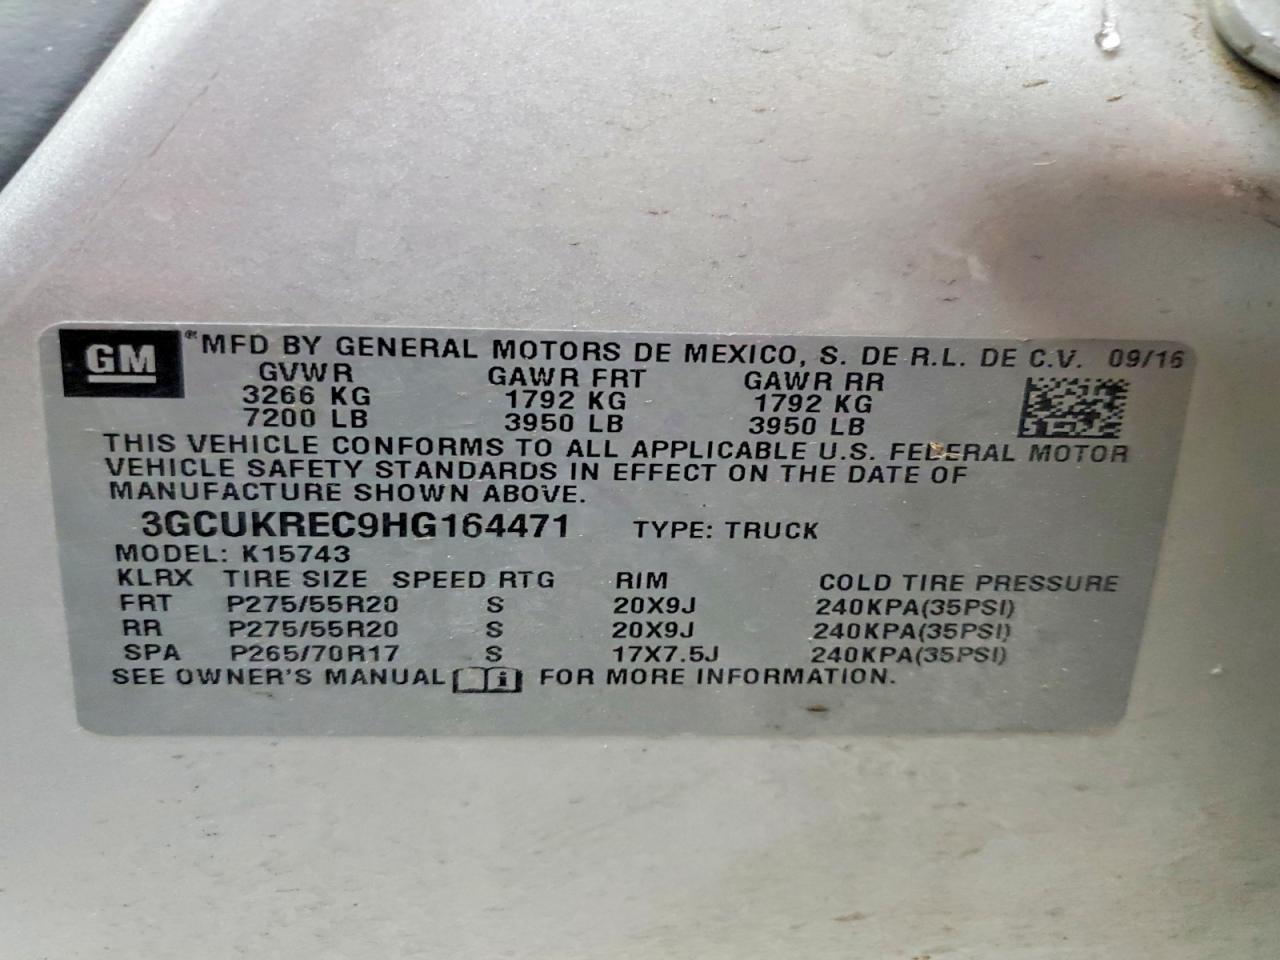 GM ® MFD BY GENERAL MOTORS DE MEXICO, S. DE R.L. DE C.V. 09/16
GVWR GAWR FRT GAWR RR
3266 KG 1792 KG 1792 KG
7200 LB 3950 LB 3950 LB
THIS VEHICLE CONFORMS TO ALL APPLICABLE U.S. FEDERAL MOTOR
VEHICLE SAFETY STANDARDS IN EFFECT ON THE DATE OF
MANUFACTURE SHOWN ABOVE.
3GCUKREC9HG164471 TYPE: TRUCK
MODEL: K15743
KLRX TIRE SIZE SPEED RTG RIM COLD TIRE PRESSURE
FRT P275/55R20 S 20X9J 240KPA(35PSI)
RR P275/55R20 S 20X9J 240KPA(35PSI)
SPA P265/70R17 S 17X7.5J 240KPA(35PSI)
SEE OWNER'S MANUAL i FOR MORE INFORMATION.